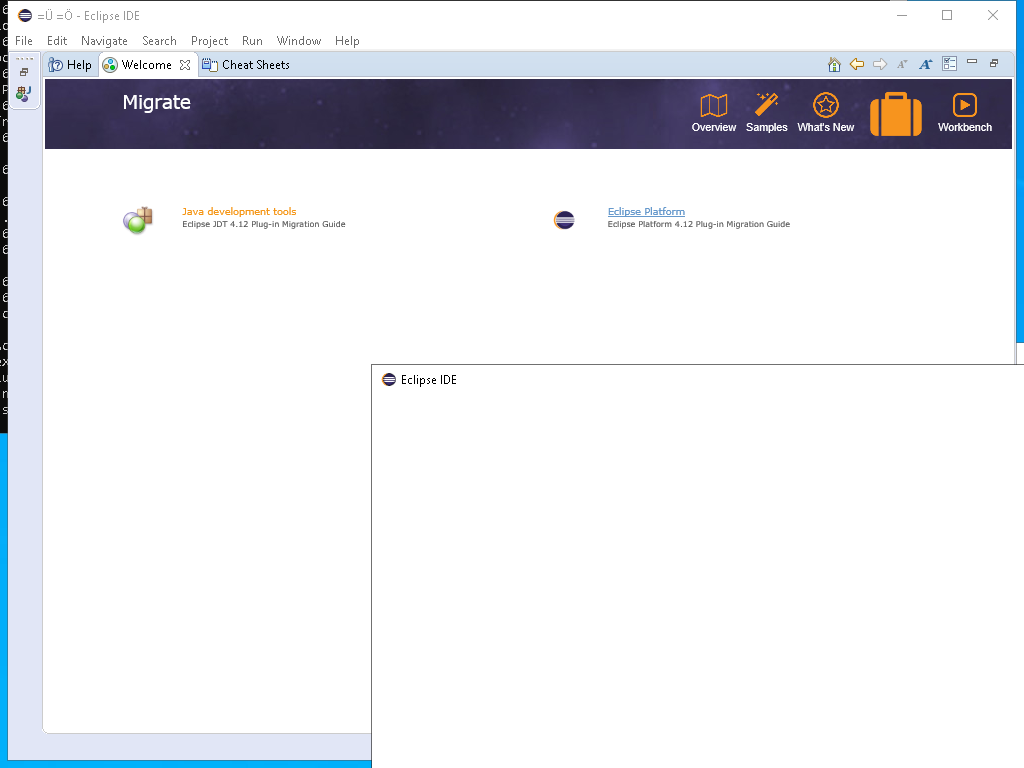 =Ü =Ö - Eclipse IDE
File Edit Navigate Search Project Run Window Help
Help Welcome Cheat Sheets
Migrate
Overview Samples What's New Workbench
Java development tools
Eclipse JDT 4.12 Plug-in Migration Guide
Eclipse Platform
Eclipse Platform 4.12 Plug-in Migration Guide
Eclipse IDE